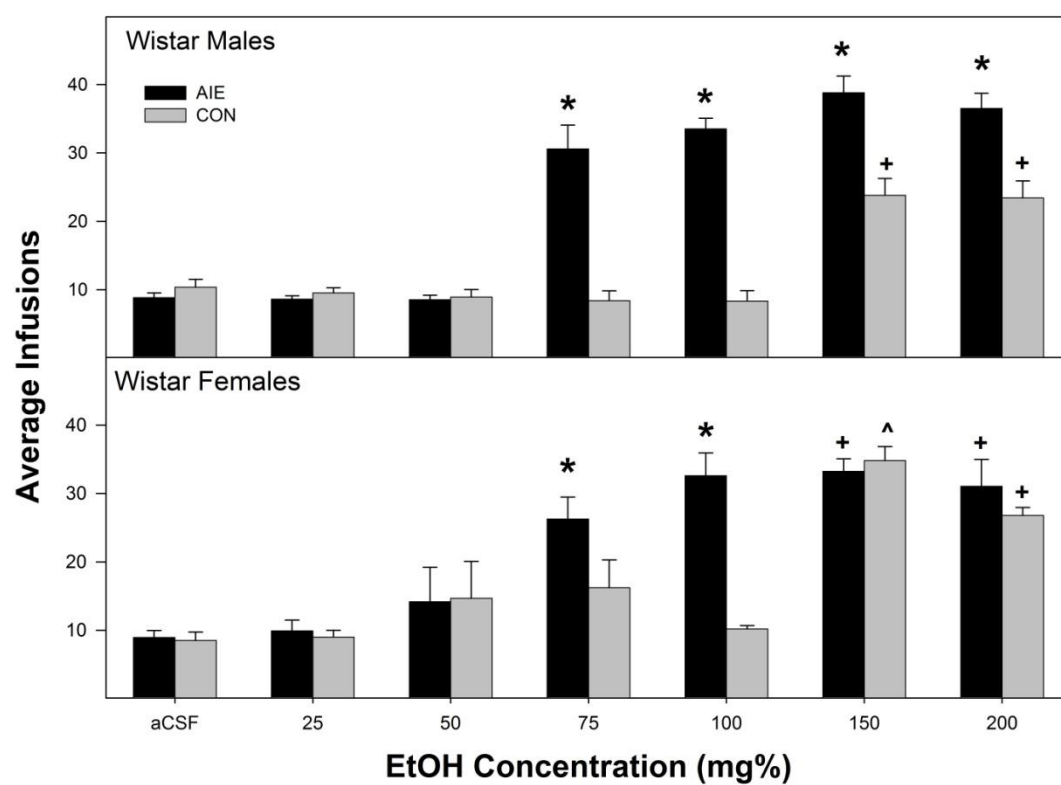 Wistar Males
AIE
CON
* * * *
+ +
40
30
20
10
Wistar Females
* * + ^ + +
40
30
20
10
Average Infusions
aCSF 25 50 75 100 150 200
EtOH Concentration (mg%)